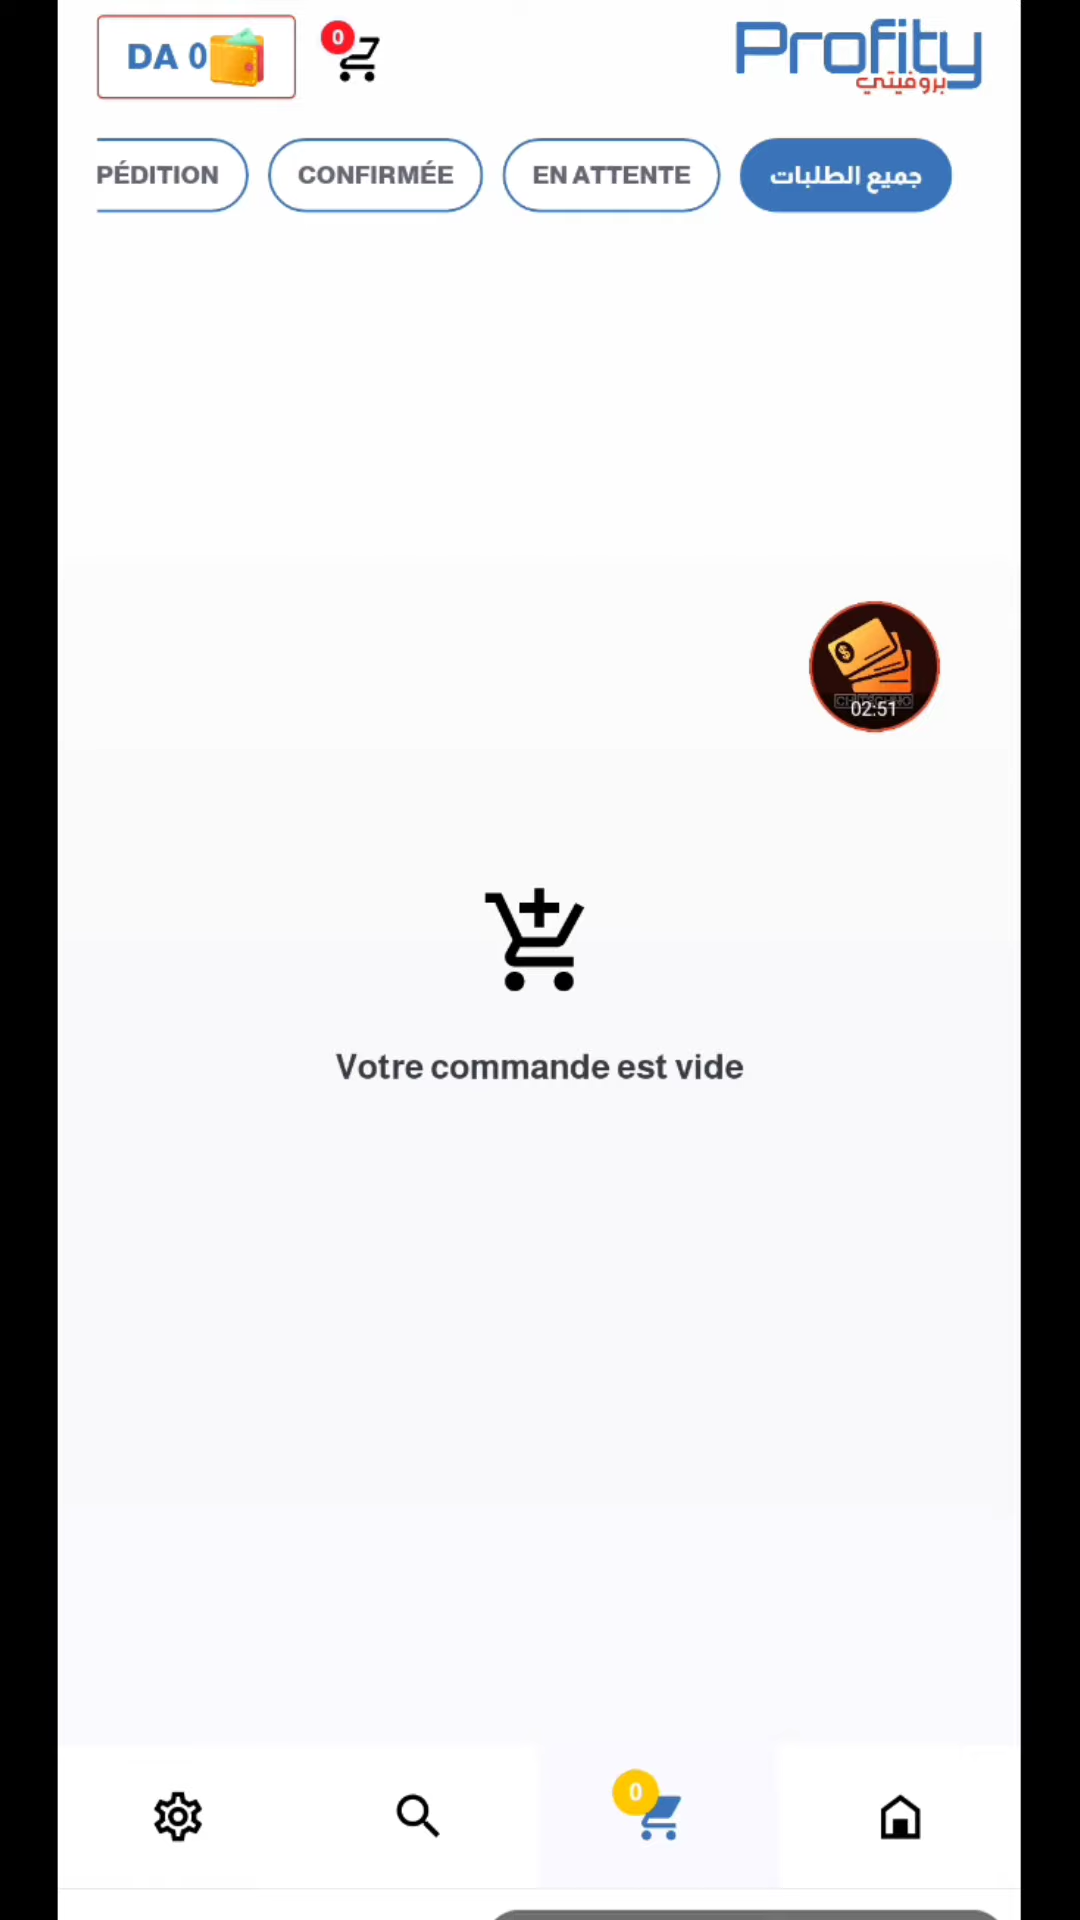 DA 0
0
Profity
بروفيتي
PÉDITION
CONFIRMÉE
EN ATTENTE
جميع الطلبات
02:51
Votre commande est vide
0